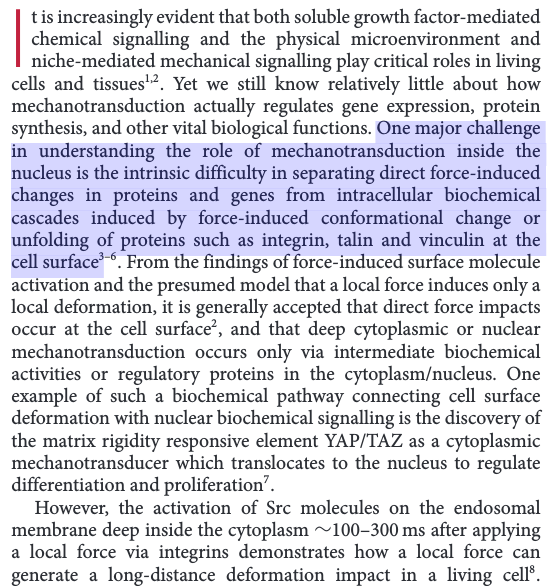 It is increasingly evident that both soluble growth factor-mediated
chemical signalling and the physical microenvironment and
niche-mediated mechanical signalling play critical roles in living
cells and tissues1,2. Yet we still know relatively little about how
mechanotransduction actually regulates gene expression, protein
synthesis, and other vital biological functions. One major challenge
in understanding the role of mechanotransduction inside the
nucleus is the intrinsic difficulty in separating direct force-induced
changes in proteins and genes from intracellular biochemical
cascades induced by force-induced conformational change or
unfolding of proteins such as integrin, talin and vinculin at the
cell surface3–6. From the findings of force-induced surface molecule
activation and the presumed model that a local force induces only a
local deformation, it is generally accepted that direct force impacts
occur at the cell surface2, and that deep cytoplasmic or nuclear
mechanotransduction occurs only via intermediate biochemical
activities or regulatory proteins in the cytoplasm/nucleus. One
example of such a biochemical pathway connecting cell surface
deformation with nuclear biochemical signalling is the discovery of
the matrix rigidity responsive element YAP/TAZ as a cytoplasmic
mechanotransducer which translocates to the nucleus to regulate
differentiation and proliferation7.
However, the activation of Src molecules on the endosomal
membrane deep inside the cytoplasm ∼100–300 ms after applying
a local force via integrins demonstrates how a local force can
generate a long-distance deformation impact in a living cell8.